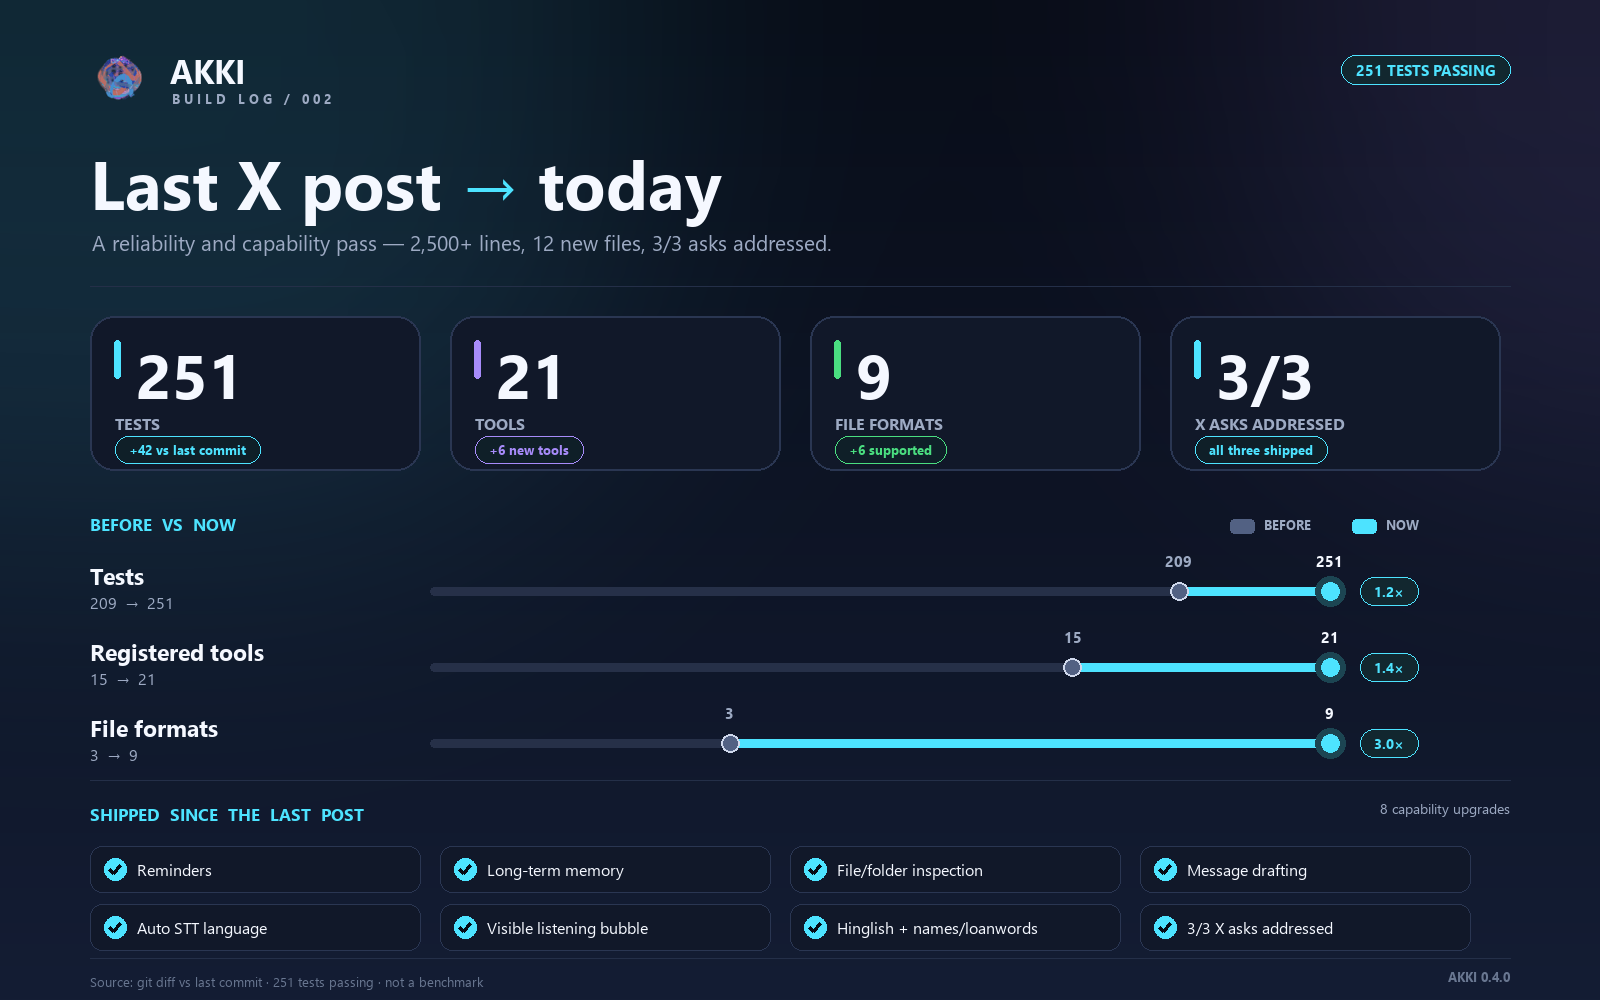 AKKI
BUILD LOG / 002
251 TESTS PASSING
Last X post → today
A reliability and capability pass — 2,500+ lines, 12 new files, 3/3 asks addressed.
251
TESTS
+42 vs last commit
21
TOOLS
+6 new tools
9
FILE FORMATS
+6 supported
3/3
X ASKS ADDRESSED
all three shipped
BEFORE VS NOW
BEFORE
NOW
Tests
209 → 251
209
251
1.2×
Registered tools
15 → 21
15
21
1.4×
File formats
3 → 9
3
9
3.0×
SHIPPED SINCE THE LAST POST
8 capability upgrades
Reminders
Long-term memory
File/folder inspection
Message drafting
Auto STT language
Visible listening bubble
Hinglish + names/loanwords
3/3 X asks addressed
Source: git diff vs last commit · 251 tests passing · not a benchmark
AKKI 0.4.0